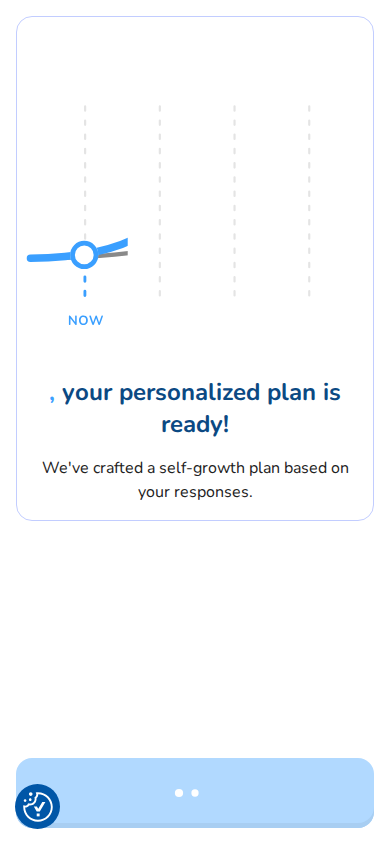 NOW
, your personalized plan is
ready!
We've crafted a self-growth plan based on
your responses.